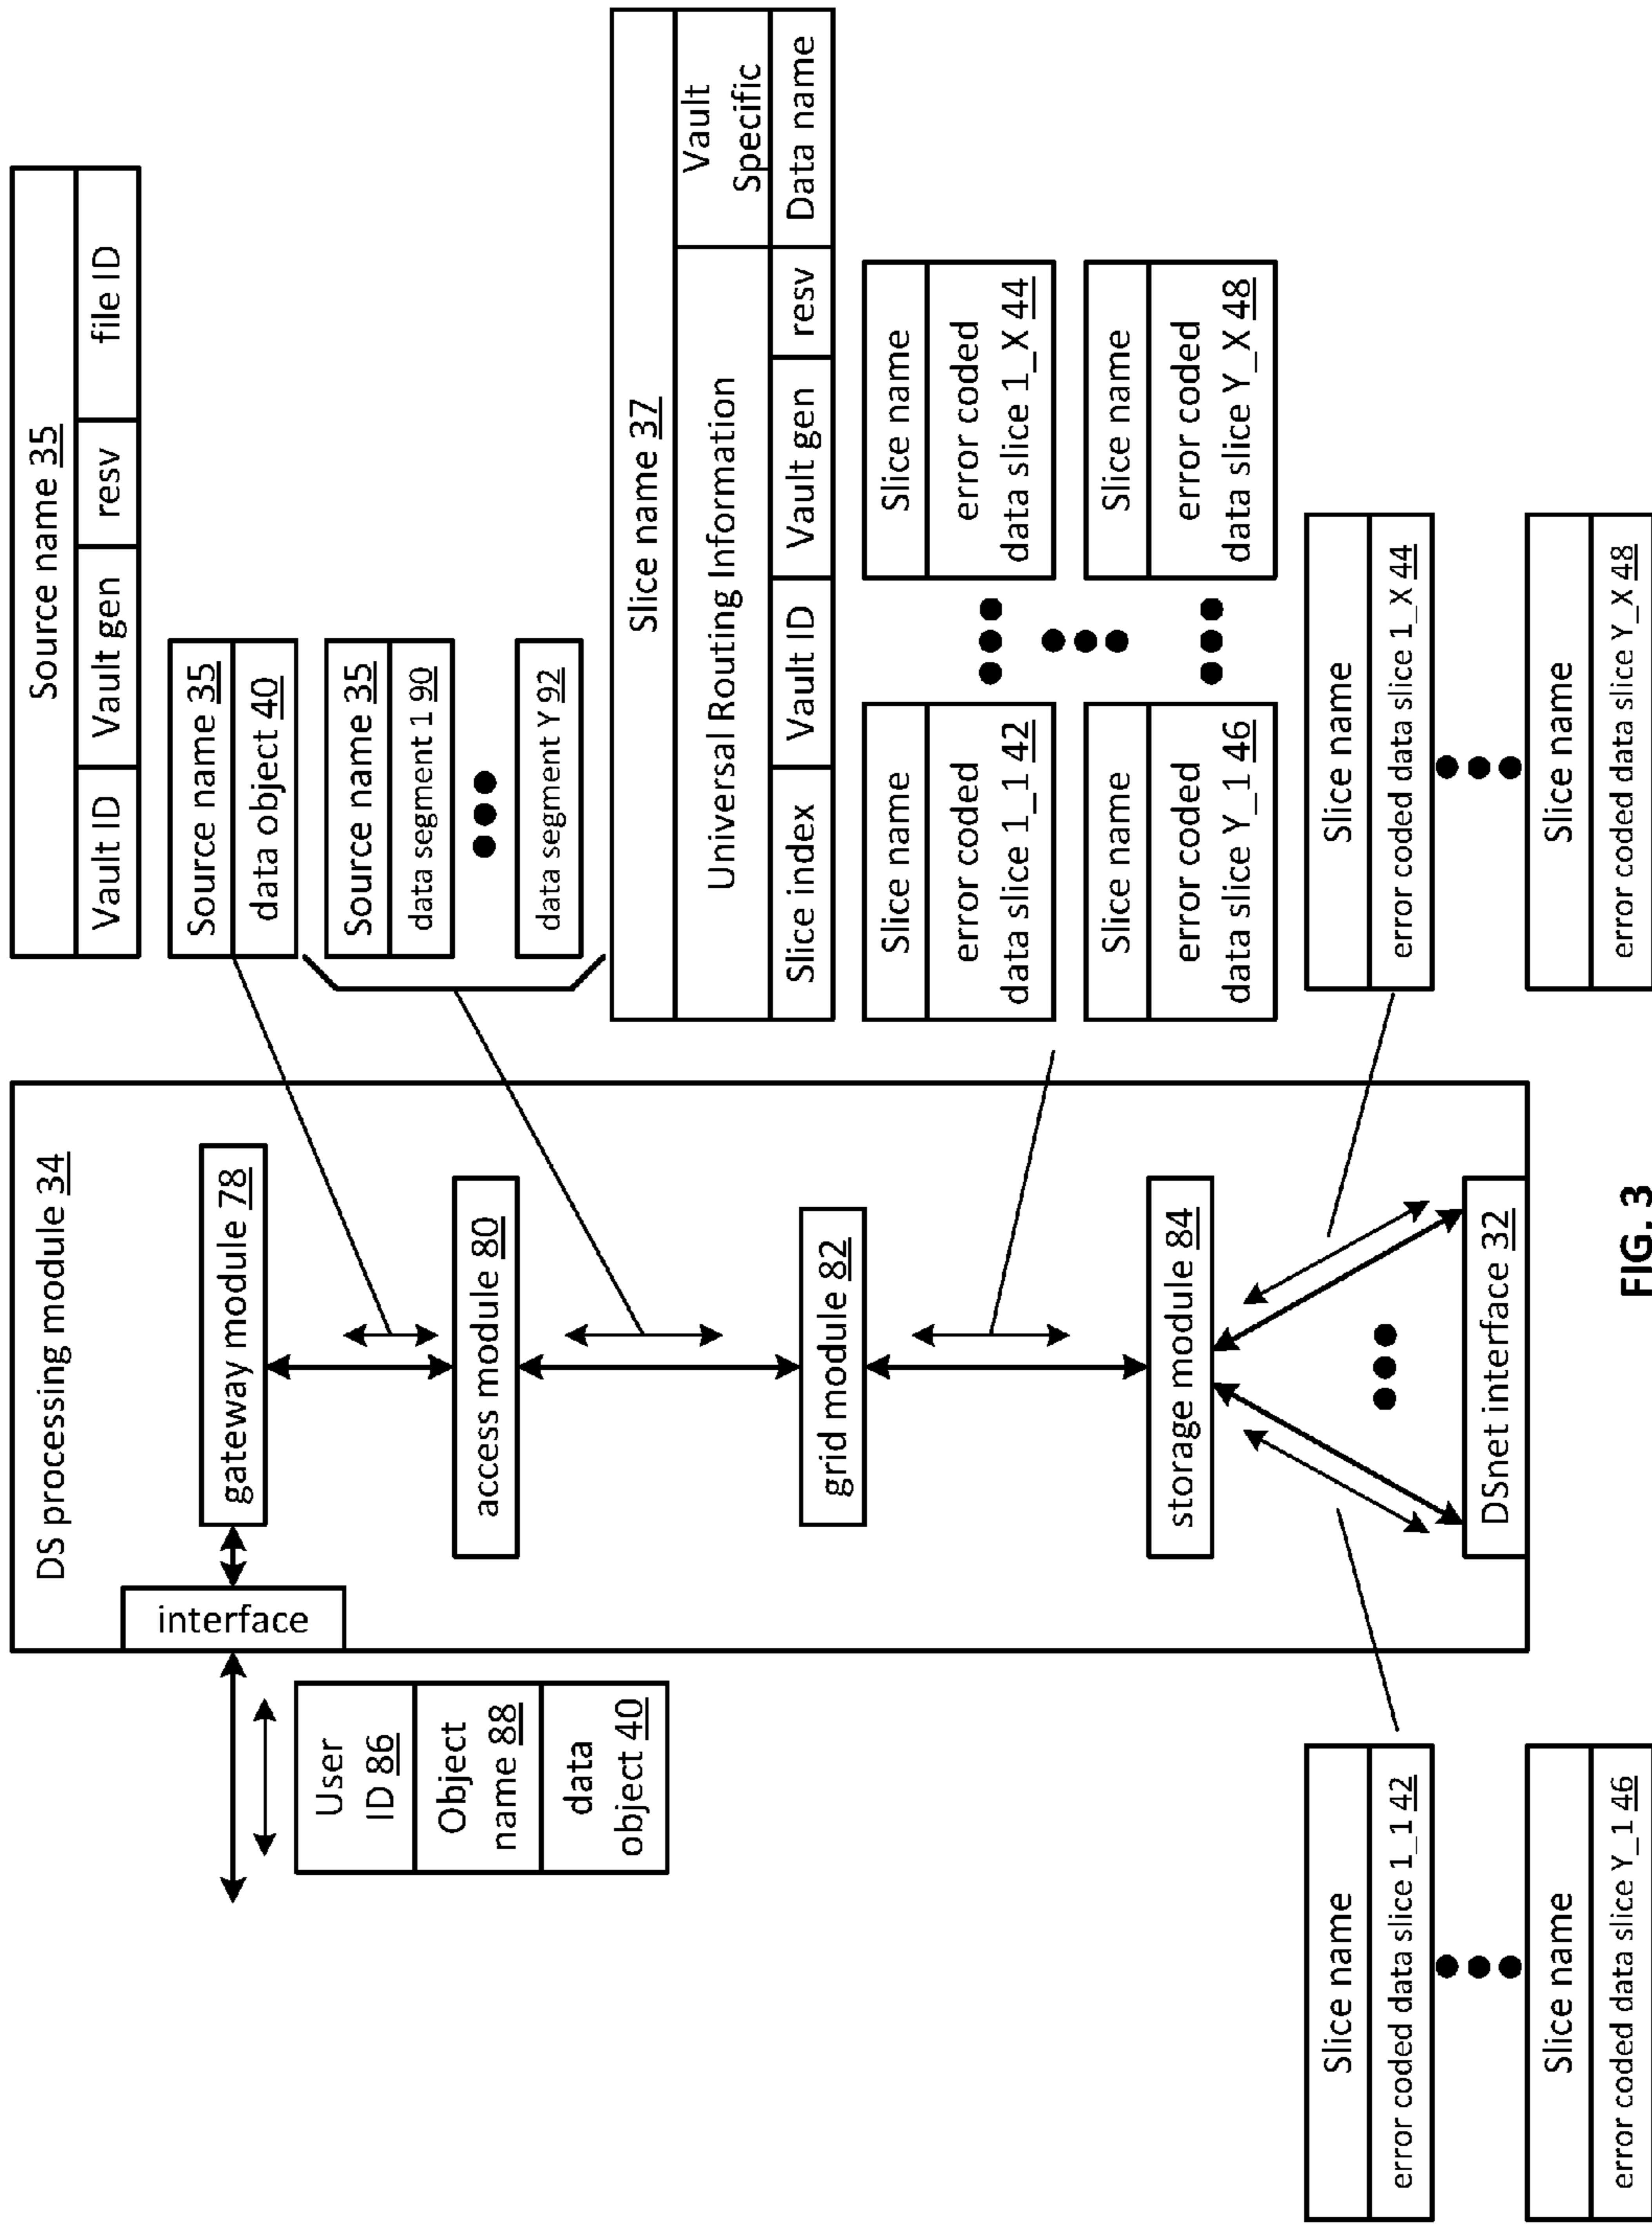 DS processing module 34
interface
gateway module 78
access module 80
grid module 82
storage module 84
DSnet interface 32
User
ID 86
Object
name 88
data
object 40
Source name 35
Vault ID
Vault gen
resv
file ID
Source name 35
data object 40
Source name 35
data segment 1 90
data segment Y 92
Slice name 37
Universal Routing Information
Vault
Specific
Slice index
Vault ID
Vault gen
resv
Data name
Slice name
error coded
data slice 1_1 42
Slice name
error coded
data slice 1_X 44
Slice name
error coded
data slice Y_1 46
Slice name
error coded
data slice Y_X 48
Slice name
error coded data slice 1_1 42
Slice name
error coded data slice Y_1 46
Slice name
error coded data slice 1_X 44
Slice name
error coded data slice Y_X 48
FIG. 3